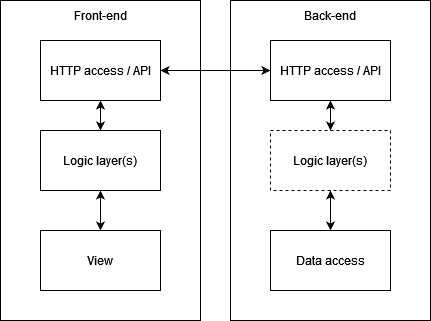 Front-end
HTTP access / API
Logic layer(s)
View
Back-end
HTTP access / API
Logic layer(s)
Data access